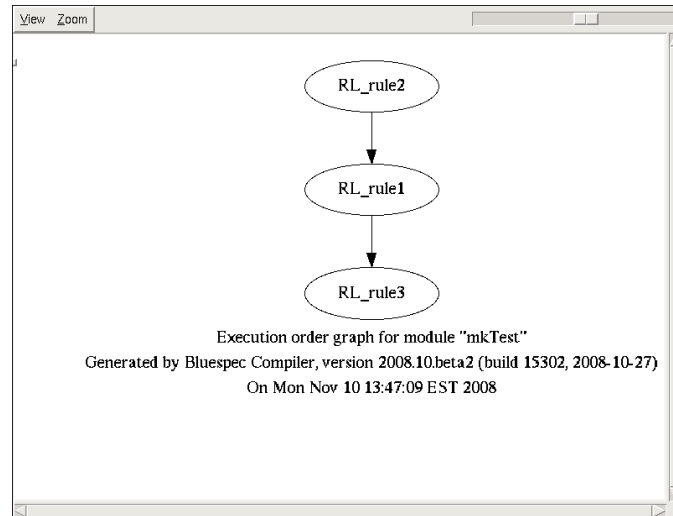 View Zoom
RL_rule2
RL_rule1
RL_rule3
Execution order graph for module "mkTest"
Generated by Bluespec Compiler, version 2008.10.beta2 (build 15302, 2008-10-27)
On Mon Nov 10 13:47:09 EST 2008